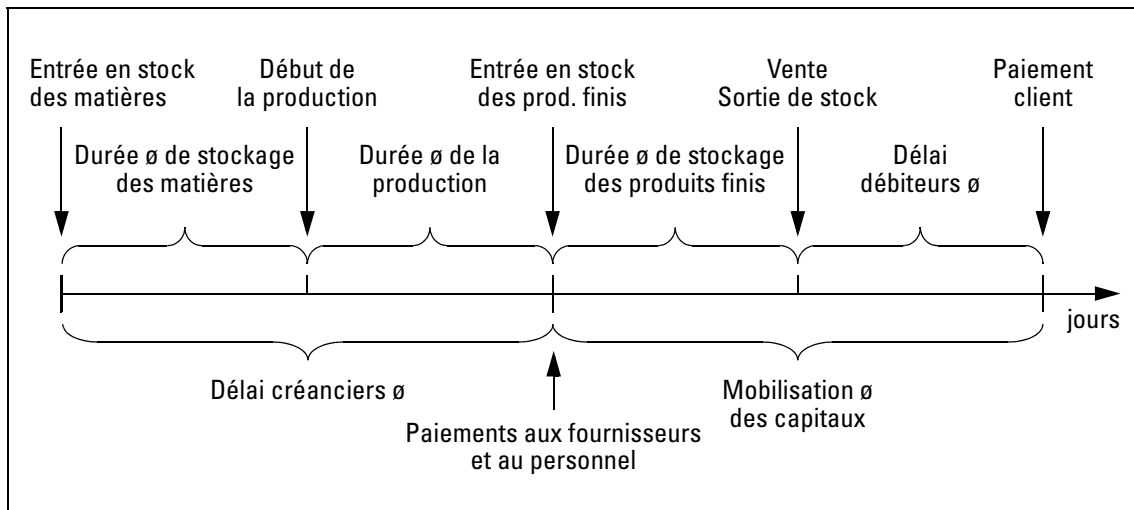 Entrée en stock
des matières
Début de
la production
Entrée en stock
des prod. finis
Vente
Sortie de stock
Paiement
client
Durée ø de stockage
des matières
Durée ø de la
production
Durée ø de stockage
des produits finis
Délai
débiteurs ø
jours
Délai créanciers ø
Mobilisation ø
des capitaux
Paiements aux fournisseurs
et au personnel